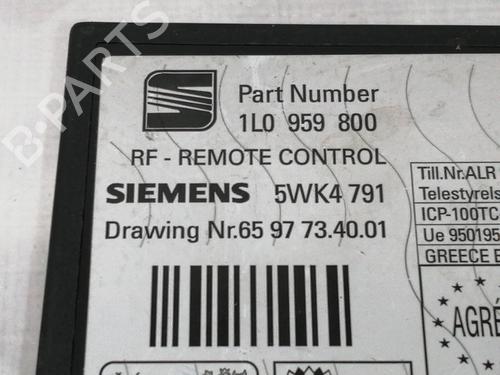 Part Number
1L0 959 800
RF - REMOTE CONTROL
SIEMENS 5WK4 791
Drawing Nr.65 97 73.40.01
Till.Nr.ALR
Telestyrels
ICP-100TC
Ue 950195
GREECE E
AGRÉ
B-PARTS